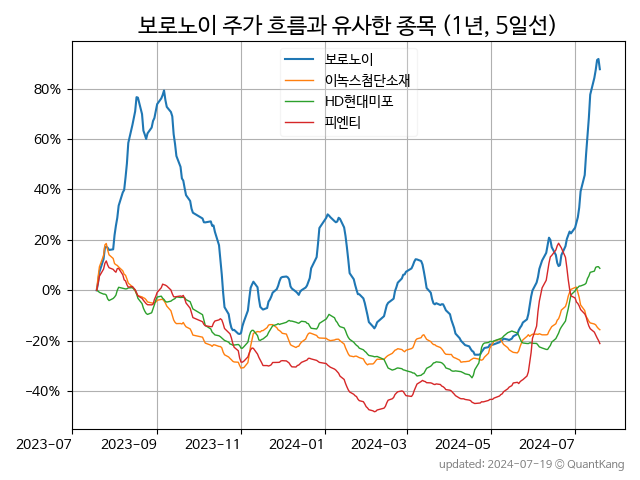 보로노이 주가 흐름과 유사한 종목 (1년, 5일선)
보로노이
이녹스첨단소재
HD현대미포
피엔티
80%
60%
40%
20%
0%
−20%
−40%
2023-07 2023-09 2023-11 2024-01 2024-03 2024-05 2024-07
updated: 2024-07-19 © QuantKang